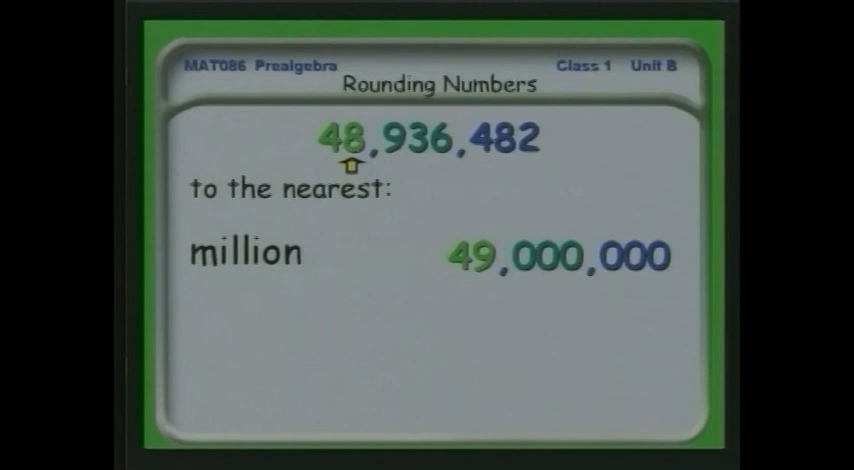 MAT086 Prealgebra Class 1 Unit B
Rounding Numbers
48,936,482
to the nearest:
million 49,000,000